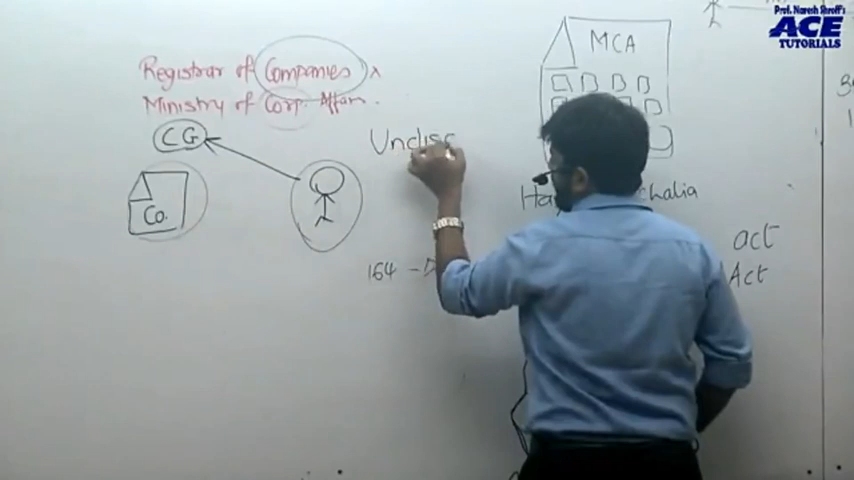 Prof. Naresh Shroff's
ACE
TUTORIALS
Registrar of Companies
Ministry of Corp. Affairs.
CG
Co.
Undisc
164 -
MCA
act
Act